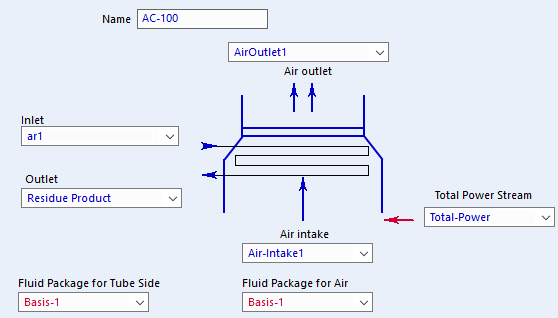 Name AC-100
AirOutlet1
Air outlet
Inlet
ar1
Outlet
Residue Product
Total Power Stream
Total-Power
Air intake
Air-Intake1
Fluid Package for Tube Side
Basis-1
Fluid Package for Air
Basis-1